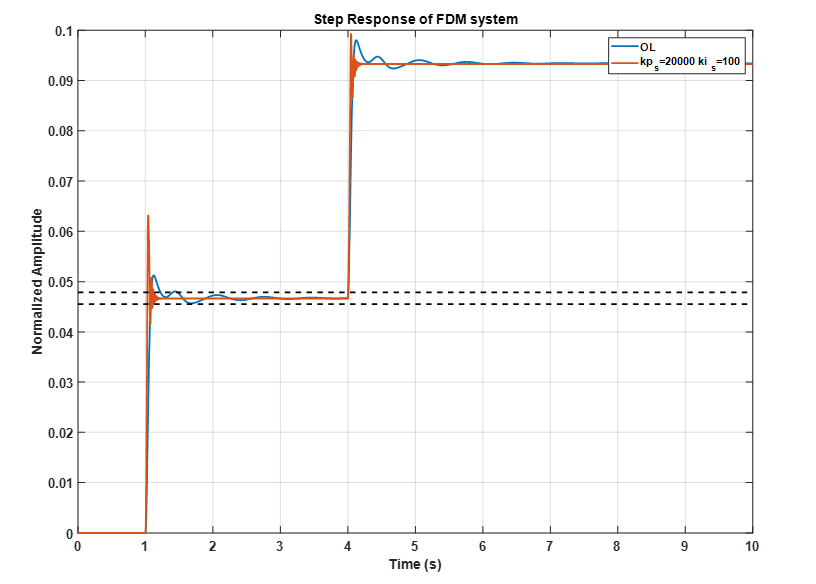 Step Response of FDM system
OL
kp s=20000 ki s=100
Normalized Amplitude
0.1
0.09
0.08
0.07
0.06
0.05
0.04
0.03
0.02
0.01
0
0 1 2 3 4 5 6 7 8 9 10
Time (s)